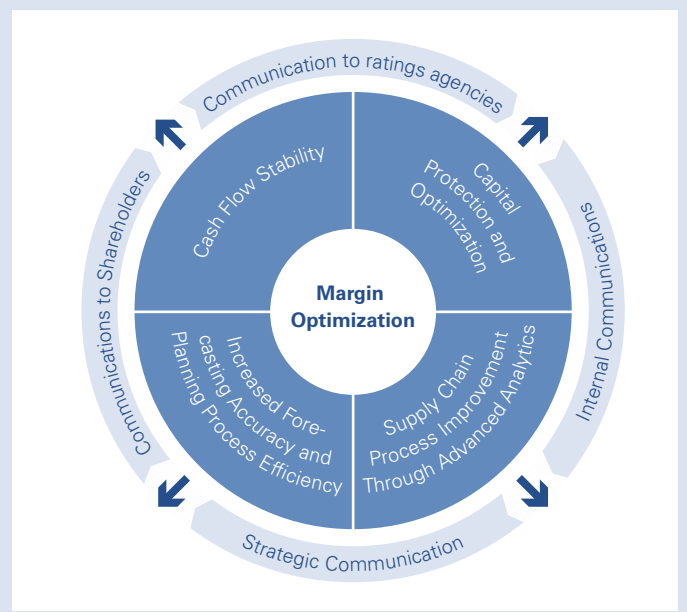 Communication to ratings agencies
Cash Flow Stability
Capital
Protection and
Optimization
Communications to Shareholders
Margin
Optimization
Internal Communications
Increased Fore-
casting Accuracy and
Planning Process Efficiency
Supply Chain
Process Improvement
Through Advanced Analytics
Strategic Communication